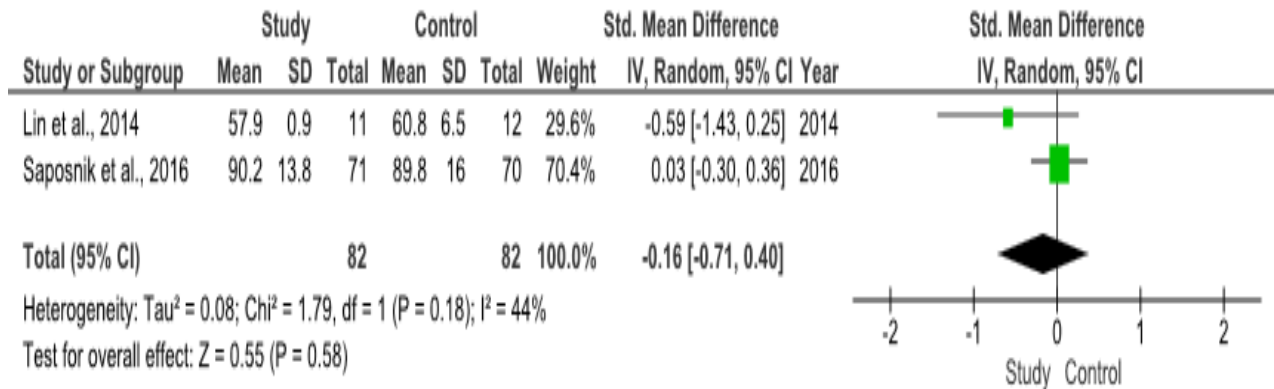 Study Control Std. Mean Difference Std. Mean Difference
Study or Subgroup Mean SD Total Mean SD Total Weight IV, Random, 95% CI Year IV, Random, 95% CI
Lin et al., 2014 57.9 0.9 11 60.8 6.5 12 29.6% -0.59 [-1.43, 0.25] 2014
Saposnik et al., 2016 90.2 13.8 71 89.8 16 70 70.4% 0.03 [-0.30, 0.36] 2016
Total (95% CI) 82 82 100.0% -0.16 [-0.71, 0.40]
Heterogeneity: Tau² = 0.08; Chi² = 1.79, df = 1 (P = 0.18); I² = 44%
Test for overall effect: Z = 0.55 (P = 0.58)
-2 -1 0 1 2
Study Control